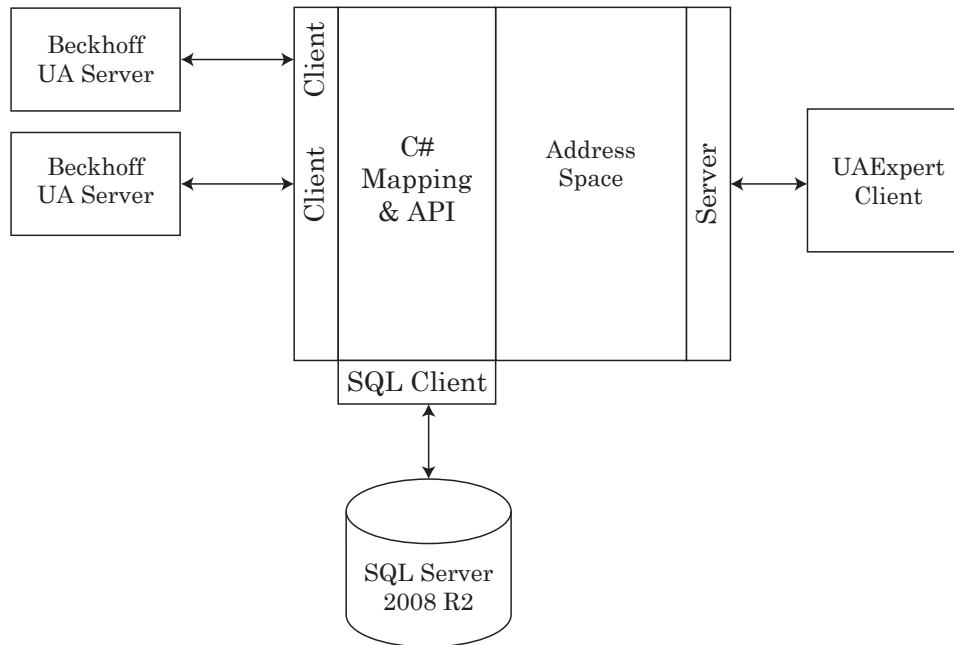 Beckhoff
UA Server
Beckhoff
UA Server
Client
Client
C#
Mapping
& API
Address
Space
Server
UAExpert
Client
SQL Client
SQL Server
2008 R2